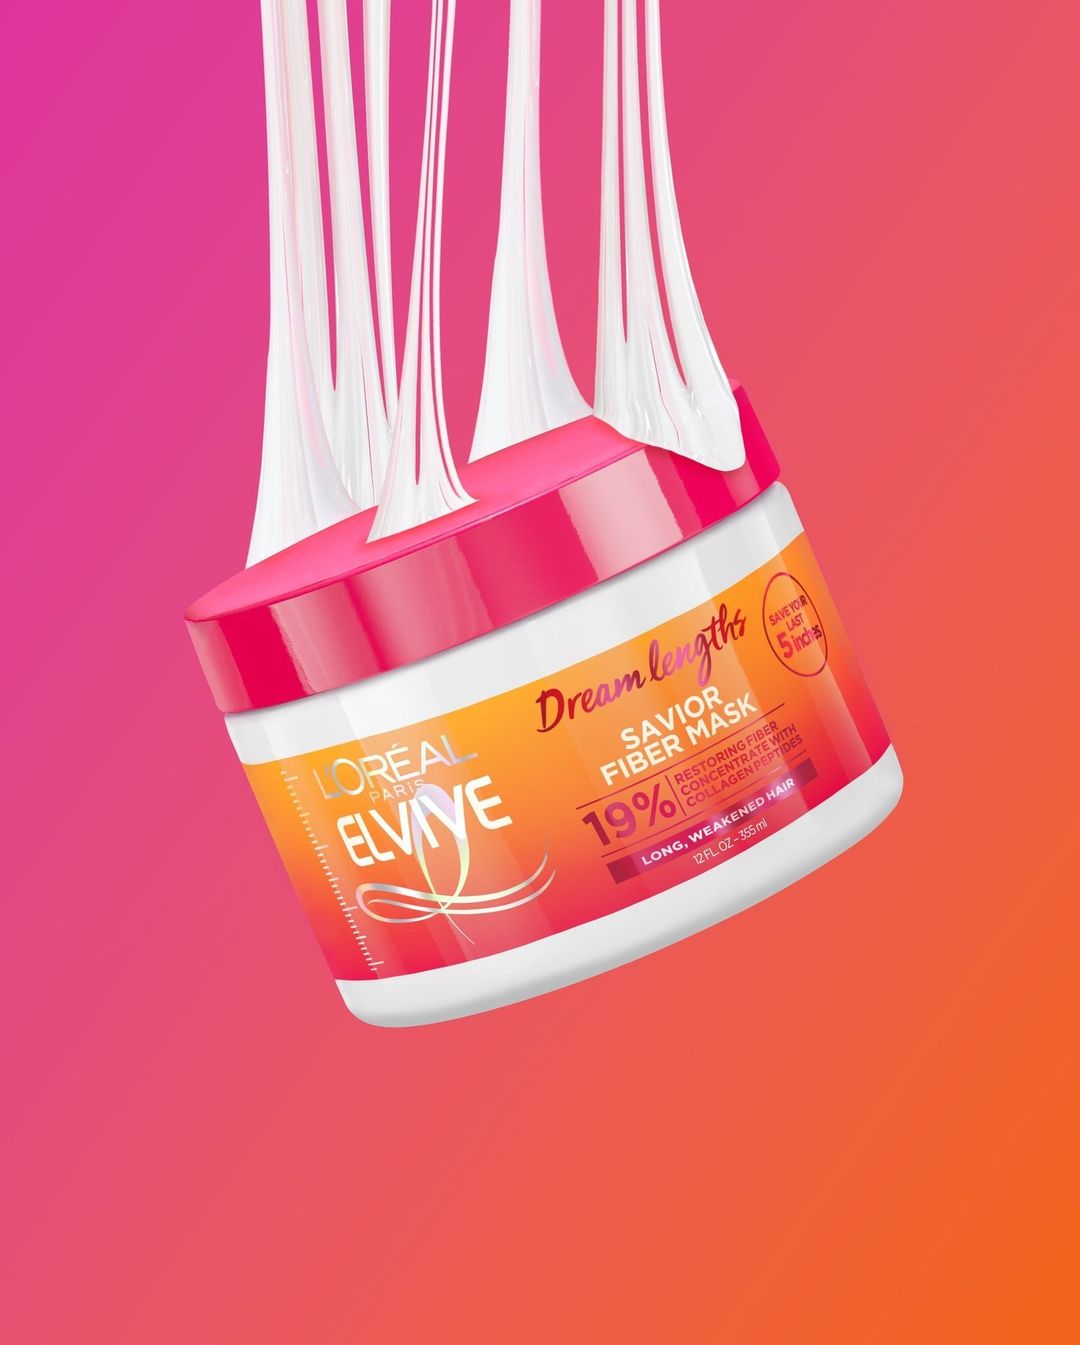 L'ORÉAL
PARIS
ELVIVE
Dream lengths
SAVIOR
FIBER MASK
19%
RESTORING FIBER
CONCENTRATE WITH
COLLAGEN PEPTIDES
LONG, WEAKENED HAIR
12 FL. OZ - 355 ml
SAVE YOUR
LAST
5 inches